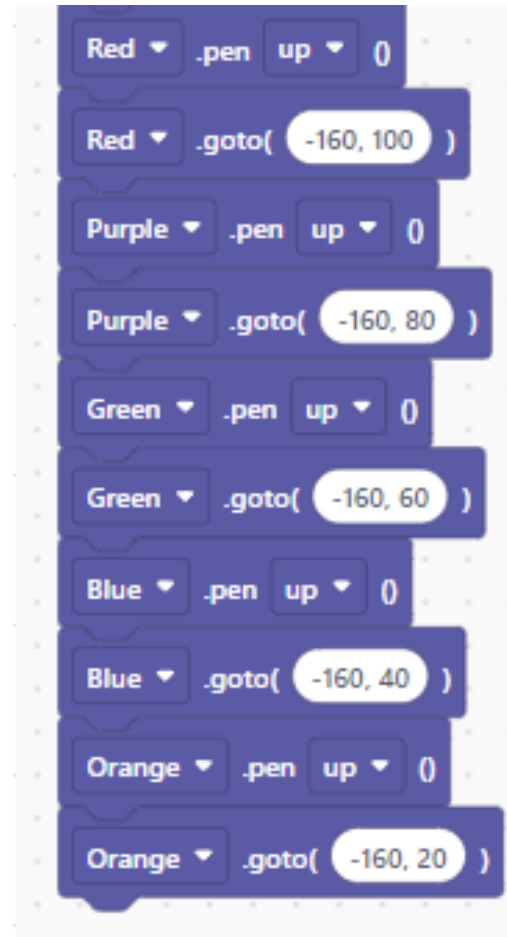 Red .pen up ()
Red .goto( -160, 100 )
Purple .pen up ()
Purple .goto( -160, 80 )
Green .pen up ()
Green .goto( -160, 60 )
Blue .pen up ()
Blue .goto( -160, 40 )
Orange .pen up ()
Orange .goto( -160, 20 )